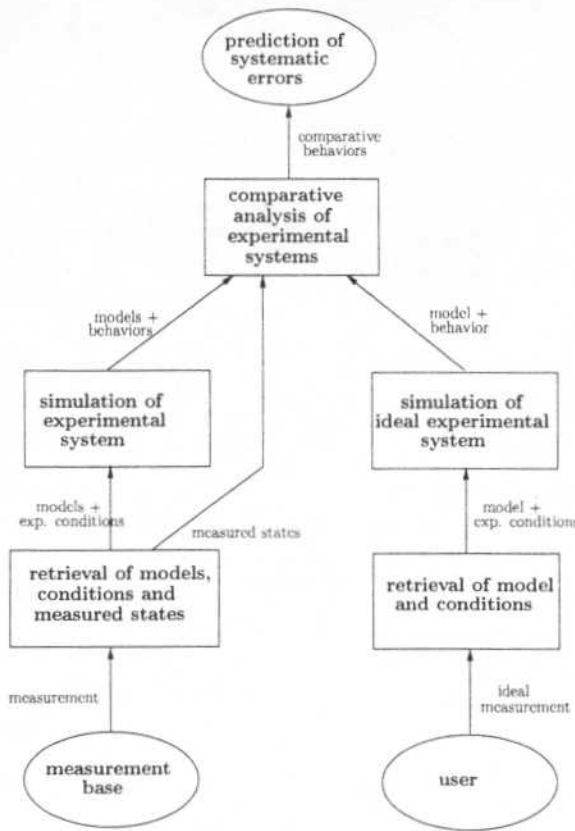 prediction of
systematic
errors
comparative
behaviors
comparative
analysis of
experimental
systems
models +
behaviors
model +
behavior
simulation of
experimental
system
simulation of
ideal experimental
system
models +
exp. conditions
measured states
model +
exp. conditions
retrieval of models,
conditions and
measured states
retrieval of model
and conditions
measurement
ideal
measurement
measurement
base
user